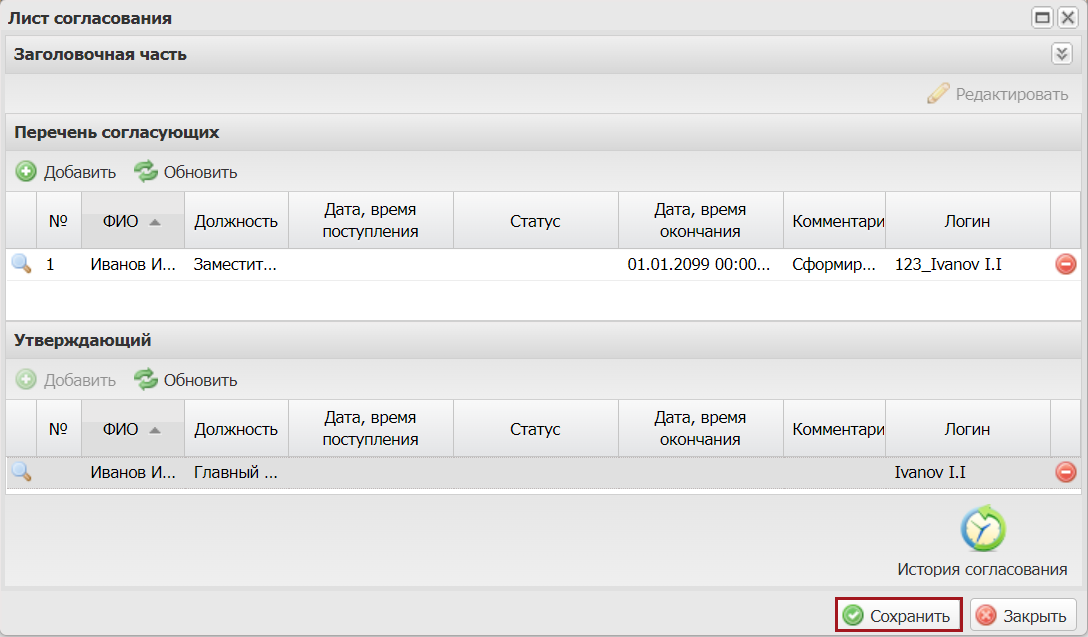 Лист согласования
Заголовочная часть
Редактировать
Перечень согласующих
Добавить Обновить
№ ФИО Должность Дата, время поступления Статус Дата, время окончания Комментари Логин
1 Иванов И... Заместит... 01.01.2099 00:00... Сформир... 123_Ivanov I.I
Утверждающий
Добавить Обновить
№ ФИО Должность Дата, время поступления Статус Дата, время окончания Комментари Логин
Иванов И... Главный ... Ivanov I.I
История согласования
Сохранить Закрыть